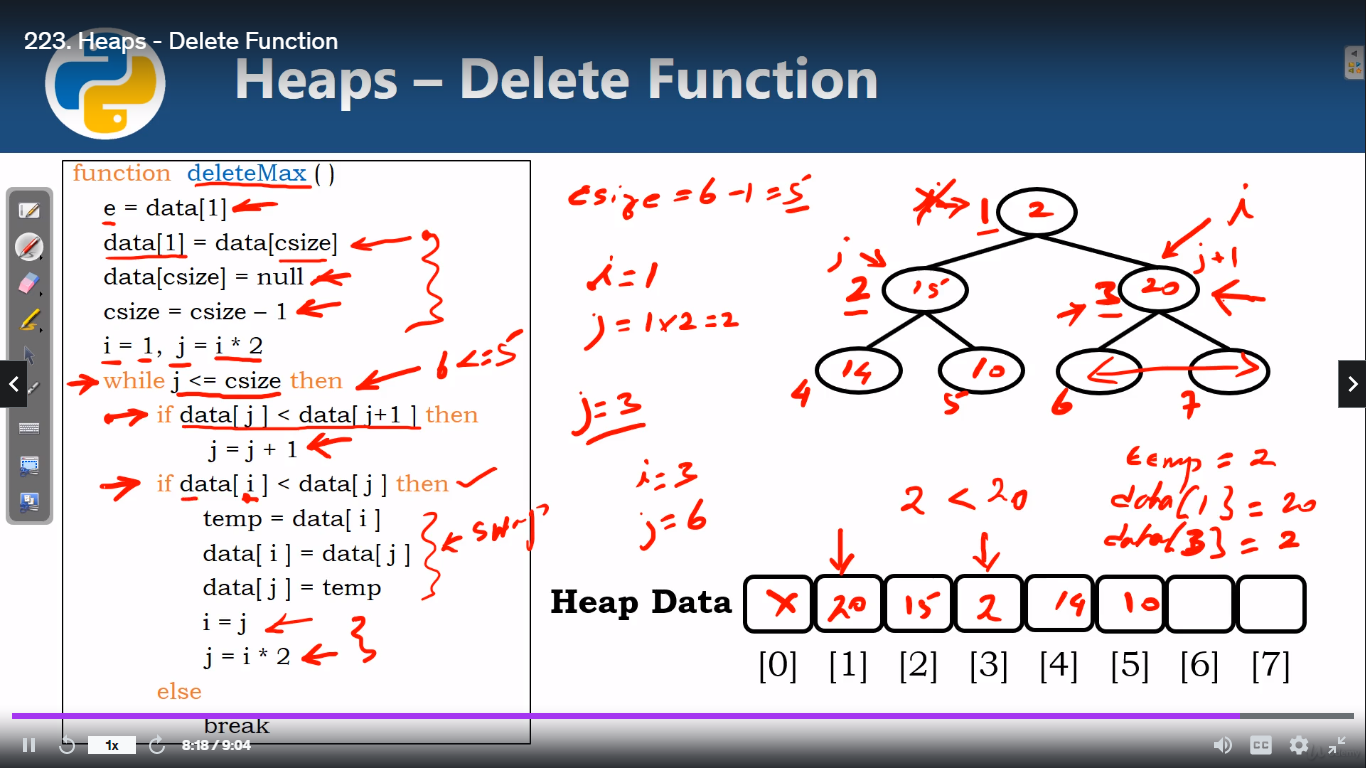 223. Heaps - Delete Function
Heaps – Delete Function
function deleteMax ( )
e = data[1]
data[1] = data[csize]
data[csize] = null
csize = csize – 1
i = 1, j = i * 2
while j <= csize then
6 <= 5
if data[ j ] < data[ j+1 ] then
j = j + 1
if data[ i ] < data[ j ] then
temp = data[ i ]
data[ i ] = data[ j ]
data[ j ] = temp
i = j
j = i * 2
else
break
csize = 6 - 1 = 5
i = 1
j = 1 x 2 = 2
j = 3
i = 3
j = 6
2 < 20
1 2
i
j
j+1
2 15
3 20
14
10
4 5 6 7
temp = 2
data[1] = 20
data[3] = 2
Heap Data X 20 15 2 14 10
[0] [1] [2] [3] [4] [5] [6] [7]
1x
8:18 / 9:04
CC